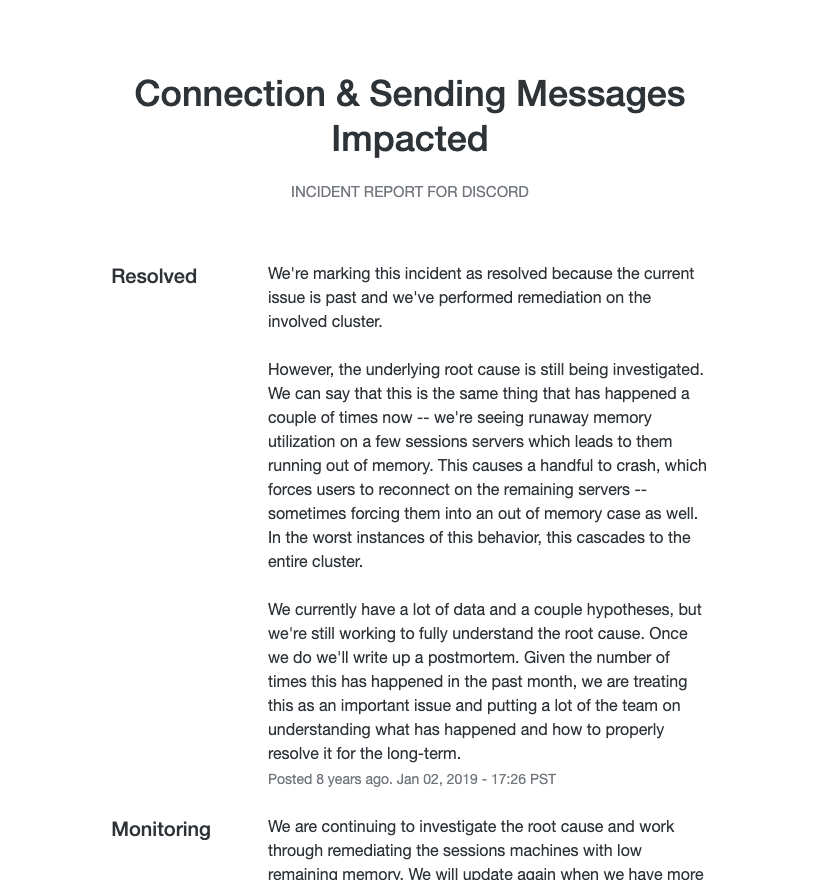 Connection & Sending Messages
Impacted
INCIDENT REPORT FOR DISCORD
Resolved
We're marking this incident as resolved because the current
issue is past and we've performed remediation on the
involved cluster.
However, the underlying root cause is still being investigated.
We can say that this is the same thing that has happened a
couple of times now -- we're seeing runaway memory
utilization on a few sessions servers which leads to them
running out of memory. This causes a handful to crash, which
forces users to reconnect on the remaining servers --
sometimes forcing them into an out of memory case as well.
In the worst instances of this behavior, this cascades to the
entire cluster.
We currently have a lot of data and a couple hypotheses, but
we're still working to fully understand the root cause. Once
we do we'll write up a postmortem. Given the number of
times this has happened in the past month, we are treating
this as an important issue and putting a lot of the team on
understanding what has happened and how to properly
resolve it for the long-term.
Posted 8 years ago. Jan 02, 2019 - 17:26 PST
Monitoring
We are continuing to investigate the root cause and work
through remediating the sessions machines with low
remaining memory. We will update again when we have more